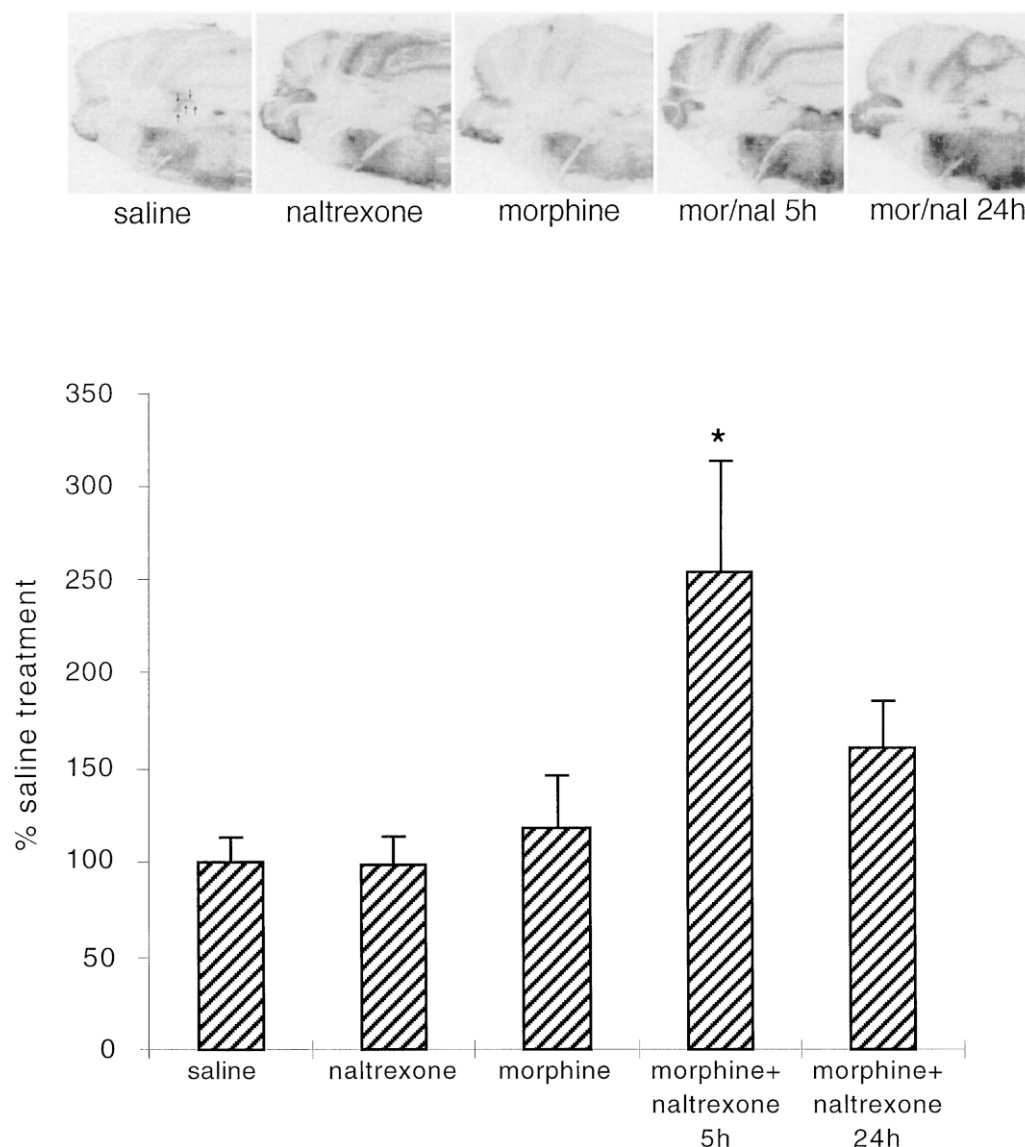 saline naltrexone morphine mor/nal 5h mor/nal 24h
350
300
250
200
150
100
50
0
% saline treatment
*
saline naltrexone morphine morphine+ morphine+
naltrexone naltrexone
5h 24h